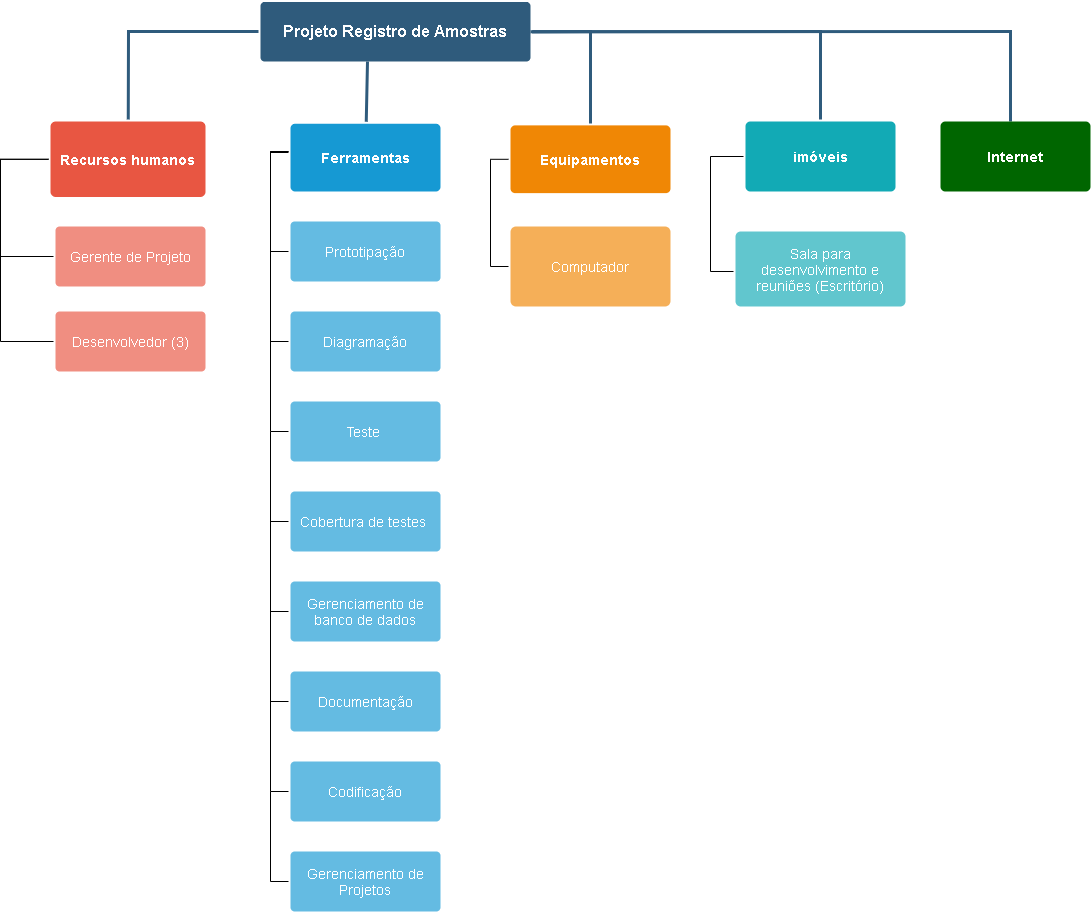 Projeto Registro de Amostras
Recursos humanos
Gerente de Projeto
Desenvolvedor (3)
Ferramentas
Prototipação
Diagramação
Teste
Cobertura de testes
Gerenciamento de
banco de dados
Documentação
Codificação
Gerenciamento de
Projetos
Equipamentos
Computador
imóveis
Sala para
desenvolvimento e
reuniões (Escritório)
Internet